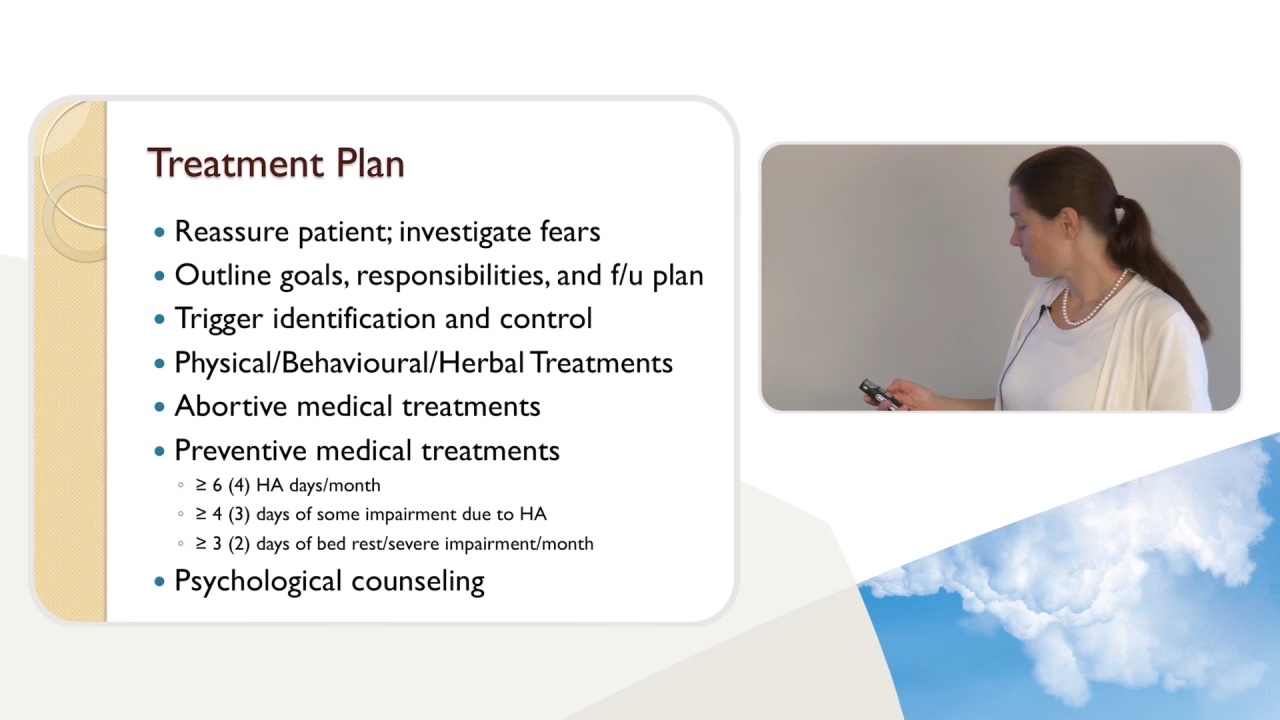 Treatment Plan
• Reassure patient; investigate fears
• Outline goals, responsibilities, and f/u plan
• Trigger identification and control
• Physical/Behavioural/Herbal Treatments
• Abortive medical treatments
• Preventive medical treatments
◦ ≥ 6 (4) HA days/month
◦ ≥ 4 (3) days of some impairment due to HA
◦ ≥ 3 (2) days of bed rest/severe impairment/month
• Psychological counseling